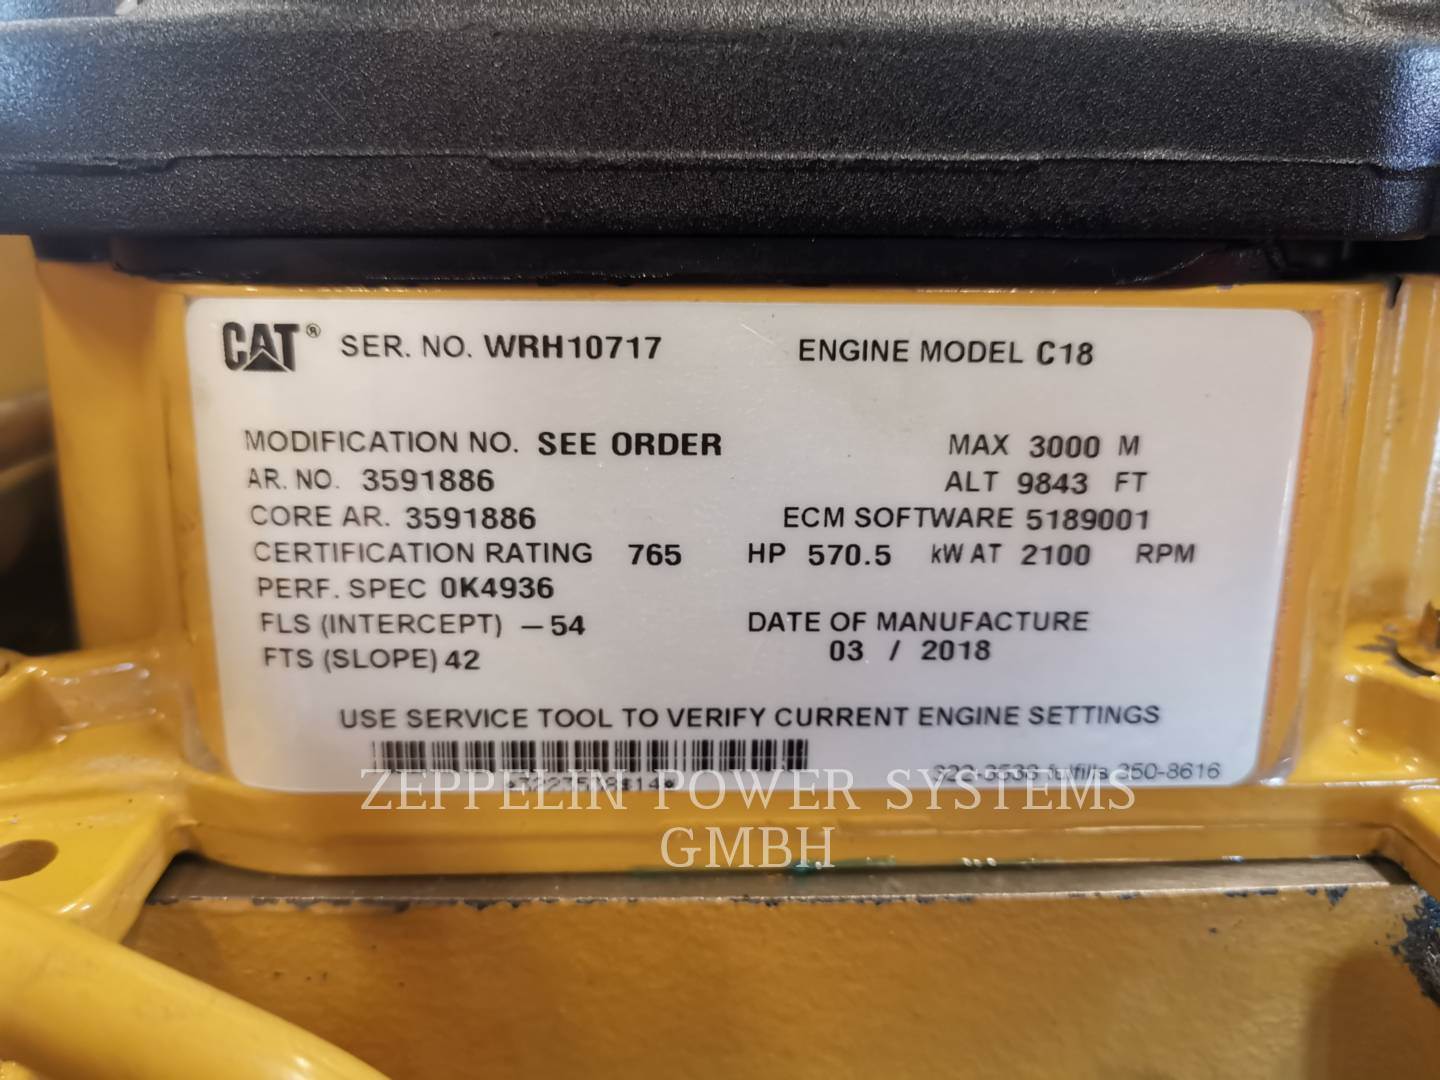 CAT® SER. NO. WRH10717 ENGINE MODEL C18
MODIFICATION NO. SEE ORDER MAX 3000 M
AR. NO. 3591886 ALT 9843 FT
CORE AR. 3591886 ECM SOFTWARE 5189001
CERTIFICATION RATING 765 HP 570.5 kW AT 2100 RPM
PERF. SPEC 0K4936
FLS (INTERCEPT) —54 DATE OF MANUFACTURE
FTS (SLOPE) 42 03 / 2018
USE SERVICE TOOL TO VERIFY CURRENT ENGINE SETTINGS
fulfills 350-8616
ZEPPELIN POWER SYSTEMS
GMBH